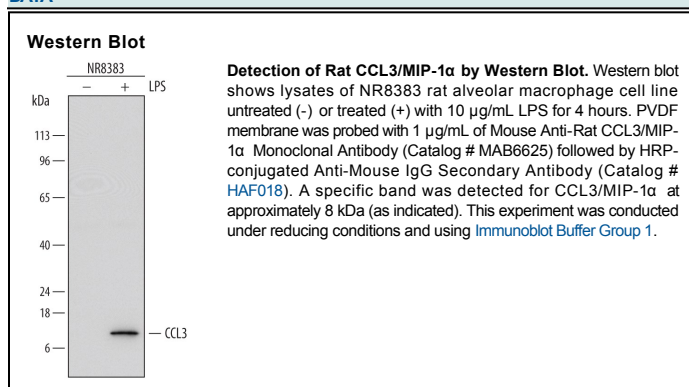 DATA
Western Blot
NR8383
− + LPS
kDa
113
96
65
40
24
18
6
CCL3
Detection of Rat CCL3/MIP-1α by Western Blot. Western blot
shows lysates of NR8383 rat alveolar macrophage cell line
untreated (-) or treated (+) with 10 µg/mL LPS for 4 hours. PVDF
membrane was probed with 1 µg/mL of Mouse Anti-Rat CCL3/MIP-
1α Monoclonal Antibody (Catalog # MAB6625) followed by HRP-
conjugated Anti-Mouse IgG Secondary Antibody (Catalog #
HAF018). A specific band was detected for CCL3/MIP-1α at
approximately 8 kDa (as indicated). This experiment was conducted
under reducing conditions and using Immunoblot Buffer Group 1.